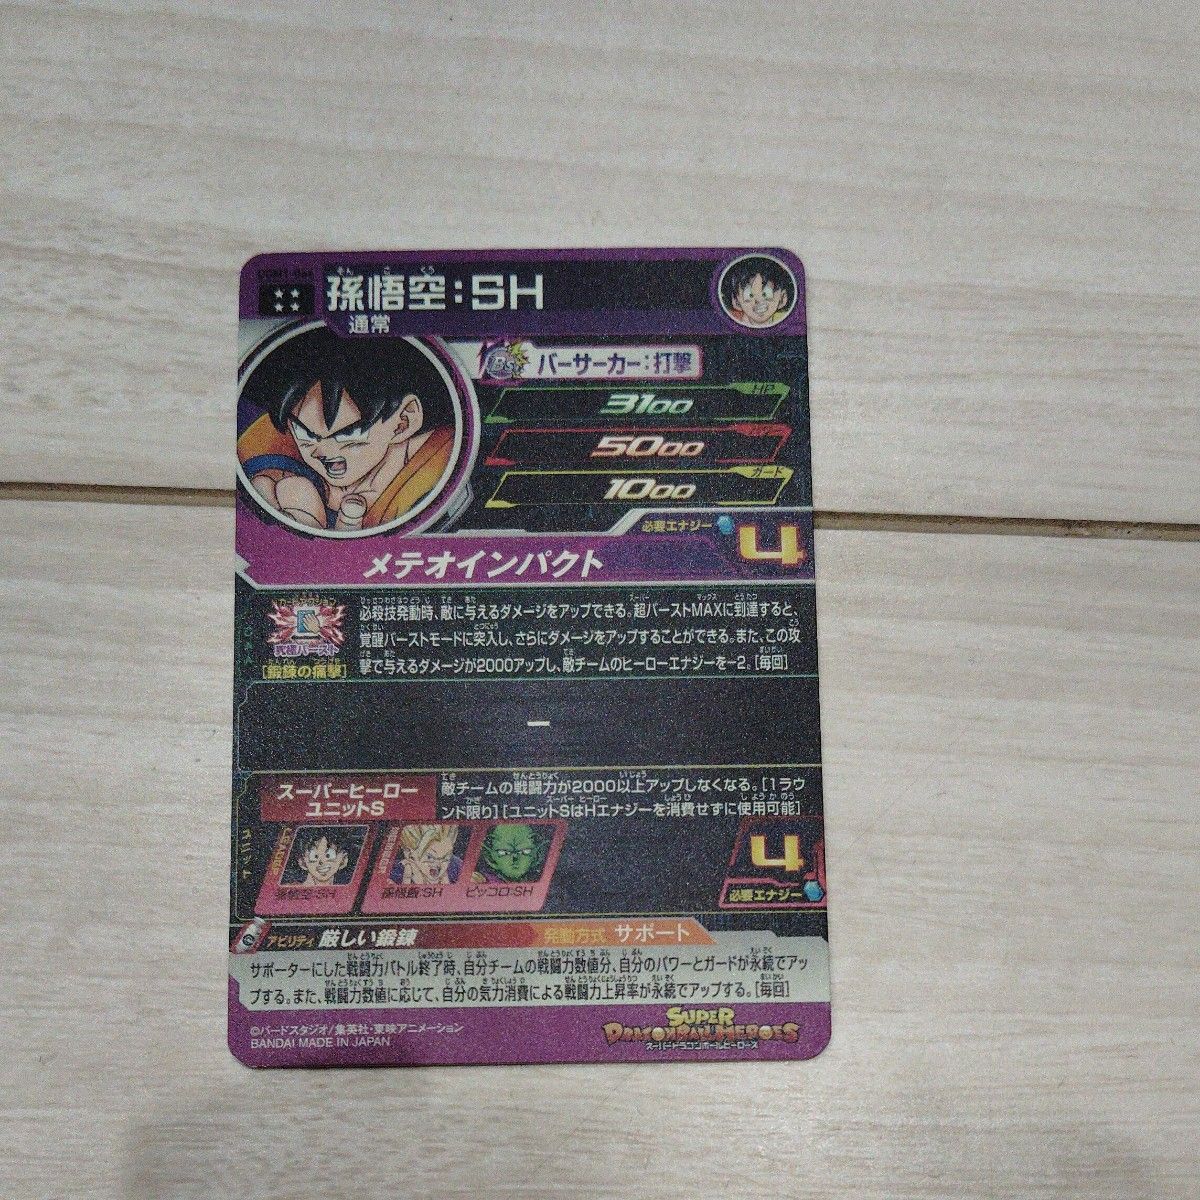 孫悟空:SH
そん ご くう
通常
Bs
バーサーカー:打撃
HP
3100
5000
ガード
1000
必要エナジー
4
メテオインパクト
究極バースト
[鍛錬の痛撃]
必殺技発動時、敵に与えるダメージをアップできる。超バーストMAXに到達すると、
覚醒バーストモードに突入し、さらにダメージをアップすることができる。また、この攻
撃で与えるダメージが2000アップし、敵チームのヒーローエナジーを-2。[毎回]
ー
ユニット
スーパーヒーロー
ユニットS
敵チームの戦闘力が2000以上アップしなくなる。[1ラウ
ンド限り][ユニットSはHエナジーを消費せずに使用可能]
孫悟空:SH
孫悟飯:SH
ピッコロ:SH
4
必要エナジー
アビリティ 厳しい鍛錬
発動方式 サポート
サポーターにした戦闘力バトル終了時、自分チームの戦闘力数値分、自分のパワーとガードが永続でアッ
プする。また、戦闘力数値に応じて、自分の気力消費による戦闘力上昇率が永続でアップする。[毎回]
©バードスタジオ/集英社・東映アニメーション
BANDAI MADE IN JAPAN
SUPER
DRAGONBALL HEROES
スーパードラゴンボールヒーローズ